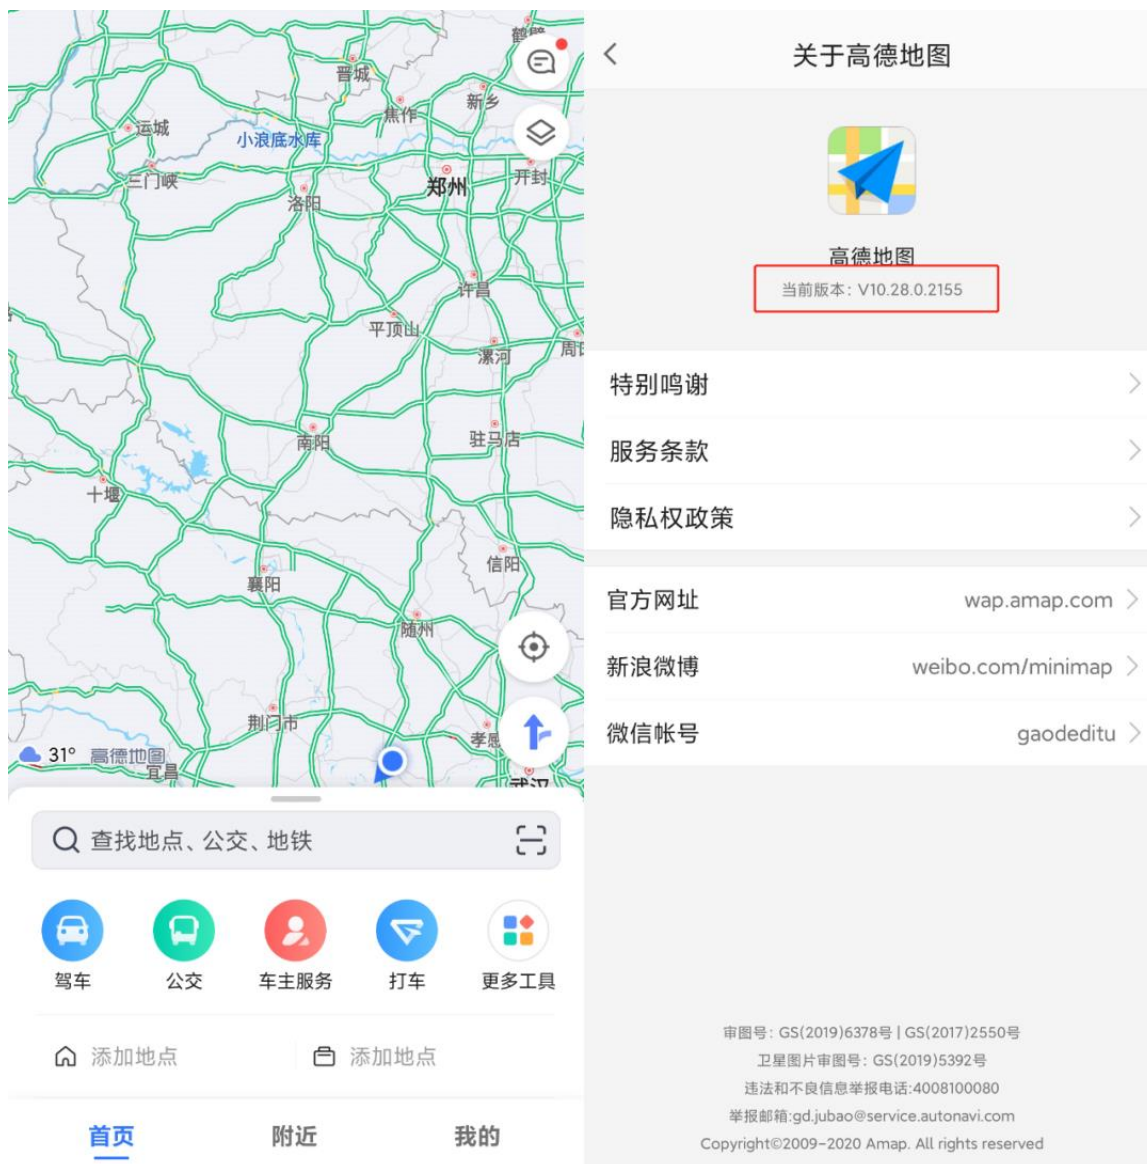 鹤壁
晋城
焦作
新乡
运城
小浪底水库
三门峡
郑州
开封
洛阳
许昌
平顶山
漯河
周口
南阳
驻马店
十堰
信阳
襄阳
随州
荆门市
孝感
31°
高德地图
宜昌
武汉
查找地点、公交、地铁
驾车
公交
车主服务
打车
更多工具
添加地点
添加地点
首页
附近
我的
关于高德地图
高德地图
当前版本：V10.28.0.2155
特别鸣谢
服务条款
隐私权政策
官方网址 wap.amap.com
新浪微博 weibo.com/minimap
微信帐号 gaodeditu
审图号：GS(2019)6378号 | GS(2017)2550号
卫星图片审图号：GS(2019)5392号
违法和不良信息举报电话:4008100080
举报邮箱:gd.jubao@service.autonavi.com
Copyright©2009-2020 Amap. All rights reserved